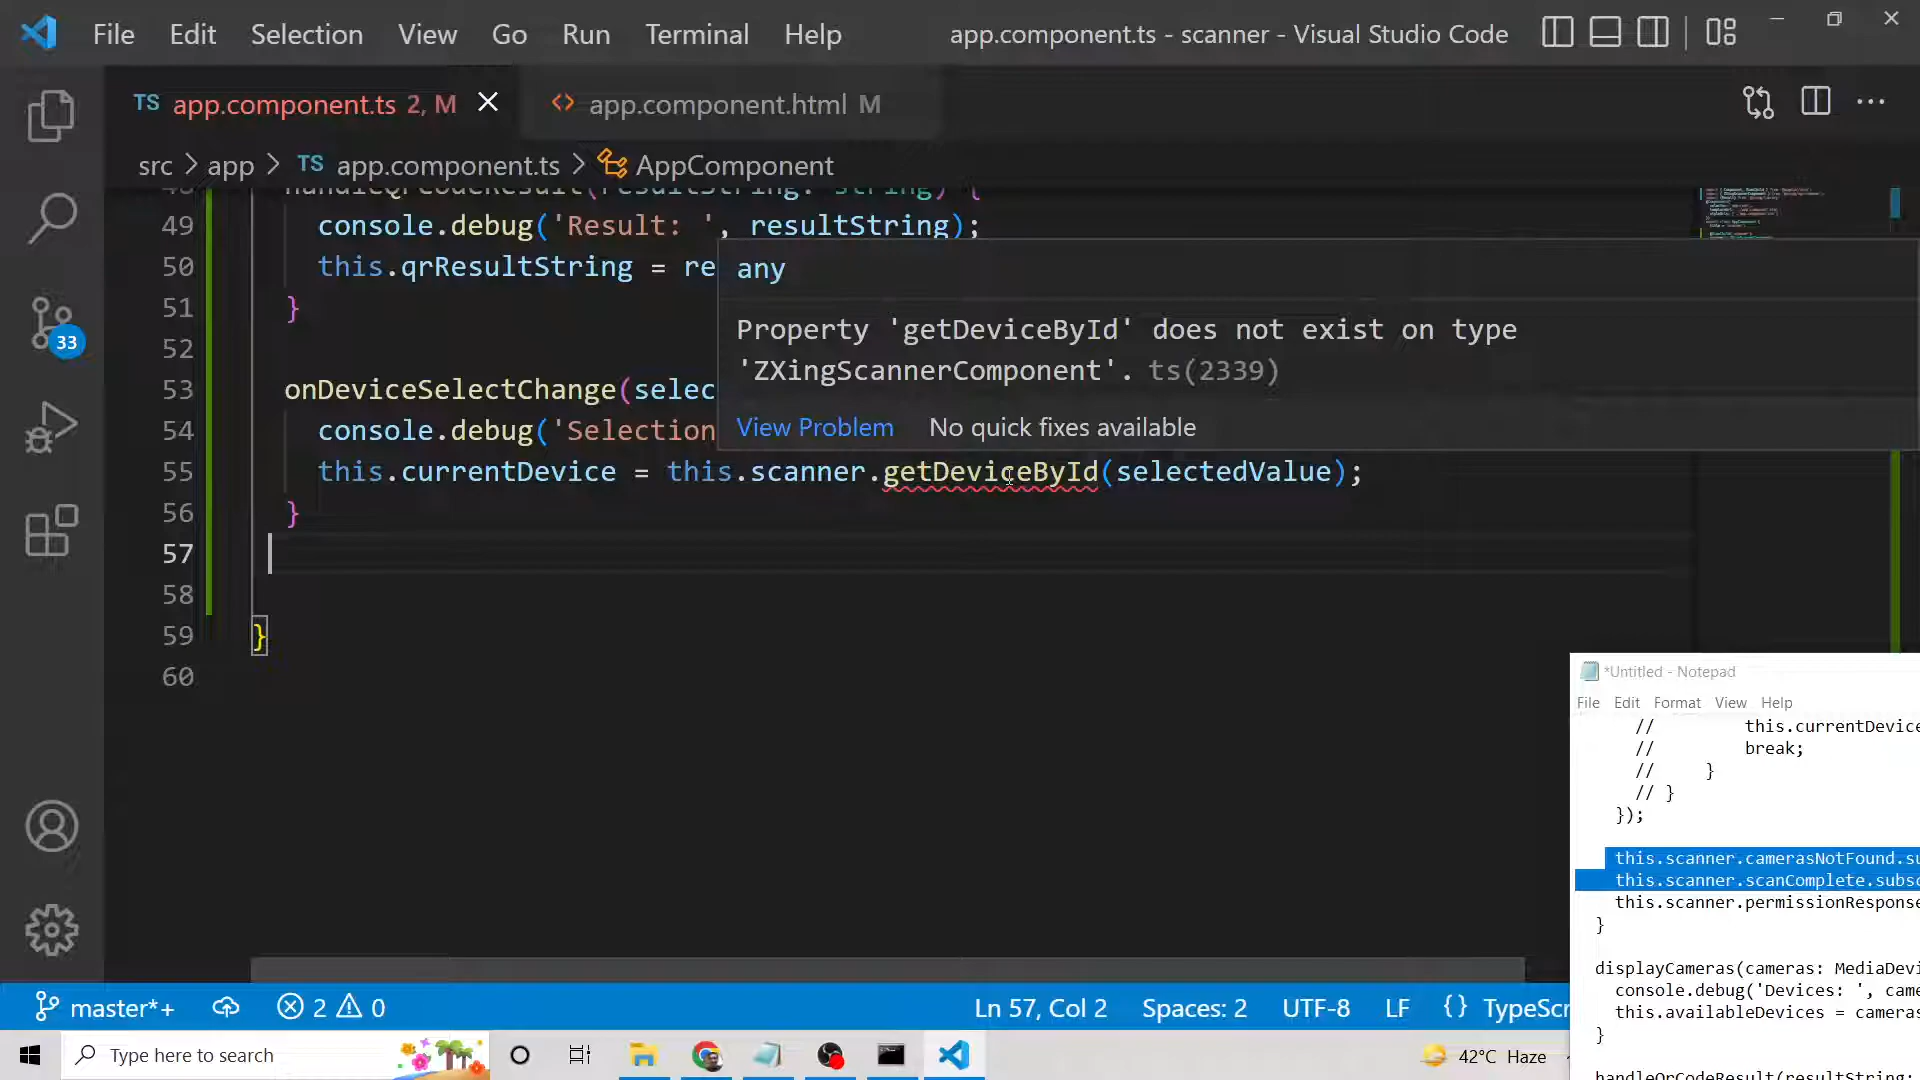 File Edit Selection View Go Run Terminal Help app.component.ts - scanner - Visual Studio Code
TS app.component.ts 2, M app.component.html M
src > app > TS app.component.ts > AppComponent
handleQrCodeResult(resultString: string) {
49 console.debug('Result: ', resultString);
50 this.qrResultString = re
51 }
52
53 onDeviceSelectChange(selec
54 console.debug('Selection
55 this.currentDevice = this.scanner.getDeviceById(selectedValue);
56 }
57
58
59 }
60
any
Property 'getDeviceById' does not exist on type
'ZXingScannerComponent'. ts(2339)
View Problem No quick fixes available
33
*Untitled - Notepad
File Edit Format View Help
// this.currentDevice
// break;
// }
// }
});
this.scanner.camerasNotFound.su
this.scanner.scanComplete.subsc
this.scanner.permissionResponse
}
displayCameras(cameras: MediaDevi
console.debug('Devices: ', came
this.availableDevices = cameras
}
handleQrCodeResult(resultString:
master*+ 2 0 Ln 57, Col 2 Spaces: 2 UTF-8 LF {} TypeScr
Type here to search 42°C Haze